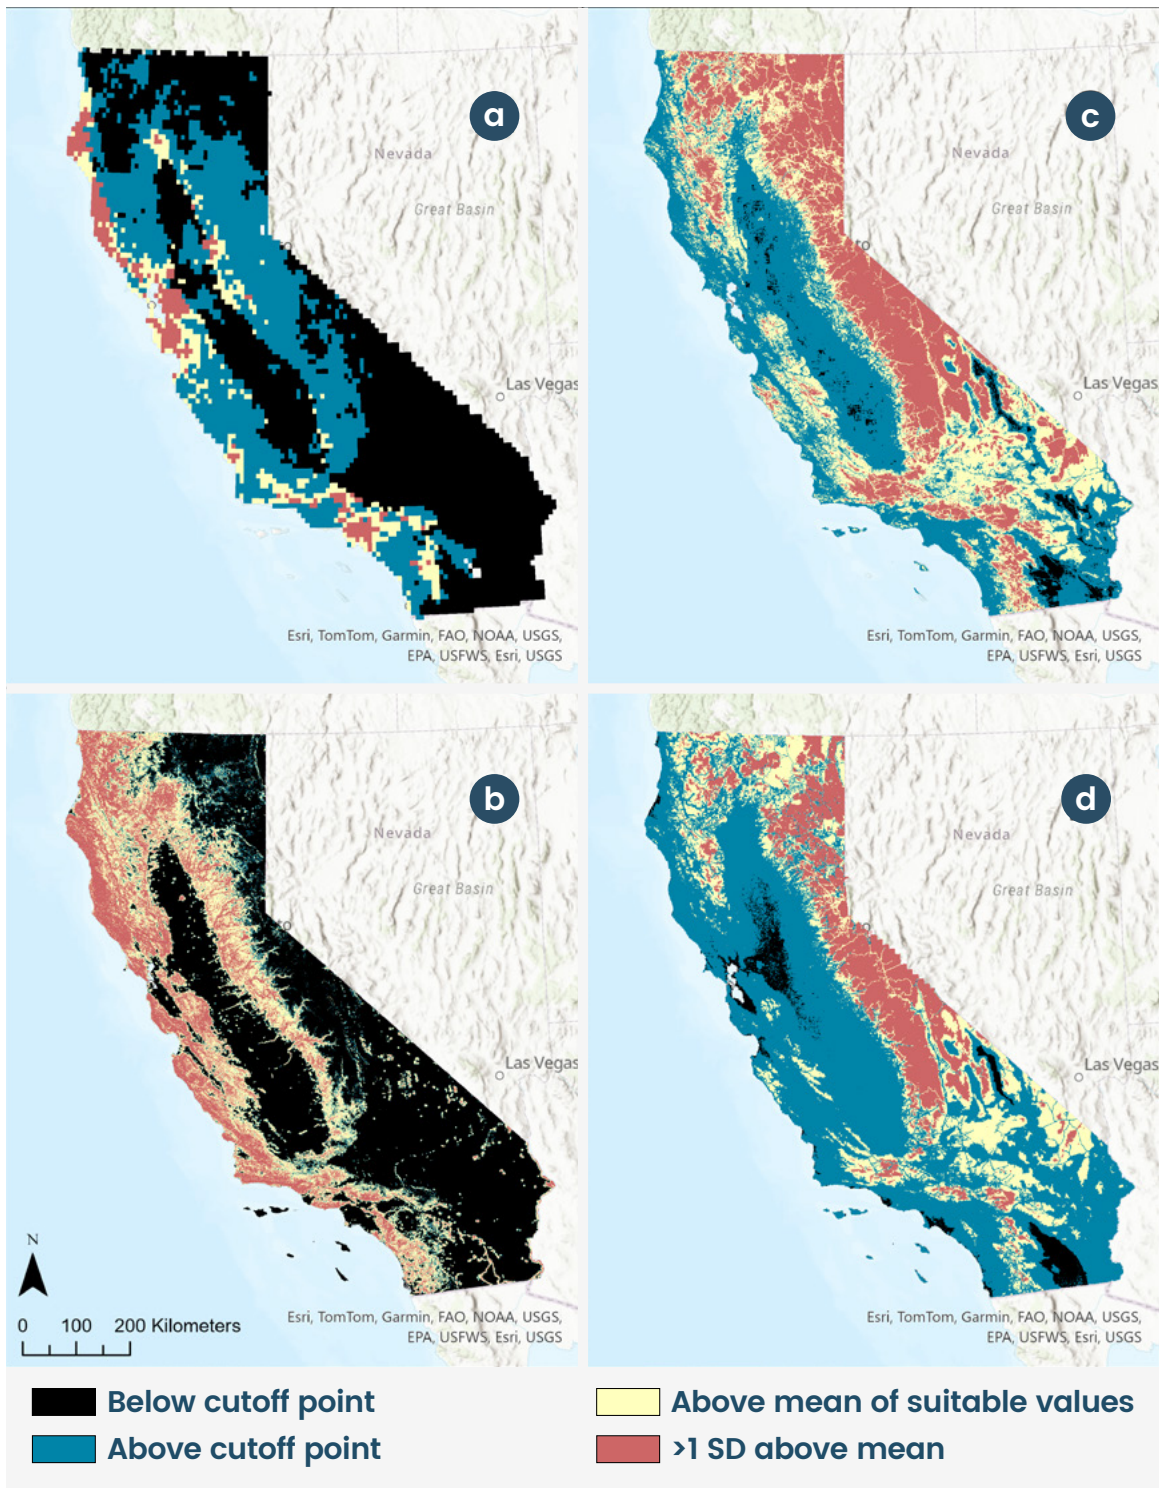 a
Nevada
Great Basin
to
Las Vegas
Esri, TomTom, Garmin, FAO, NOAA, USGS,
EPA, USFWS, Esri, USGS
c
Nevada
Great Basin
to
Las Vegas
Esri, TomTom, Garmin, FAO, NOAA, USGS,
EPA, USFWS, Esri, USGS
b
Nevada
Great Basin
to
Las Vegas
N
0 100 200 Kilometers
Esri, TomTom, Garmin, FAO, NOAA, USGS,
EPA, USFWS, Esri, USGS
d
Nevada
Great Basin
to
Las Vegas
Esri, TomTom, Garmin, FAO, NOAA, USGS,
EPA, USFWS, Esri, USGS
Below cutoff point
Above cutoff point
Above mean of suitable values
>1 SD above mean